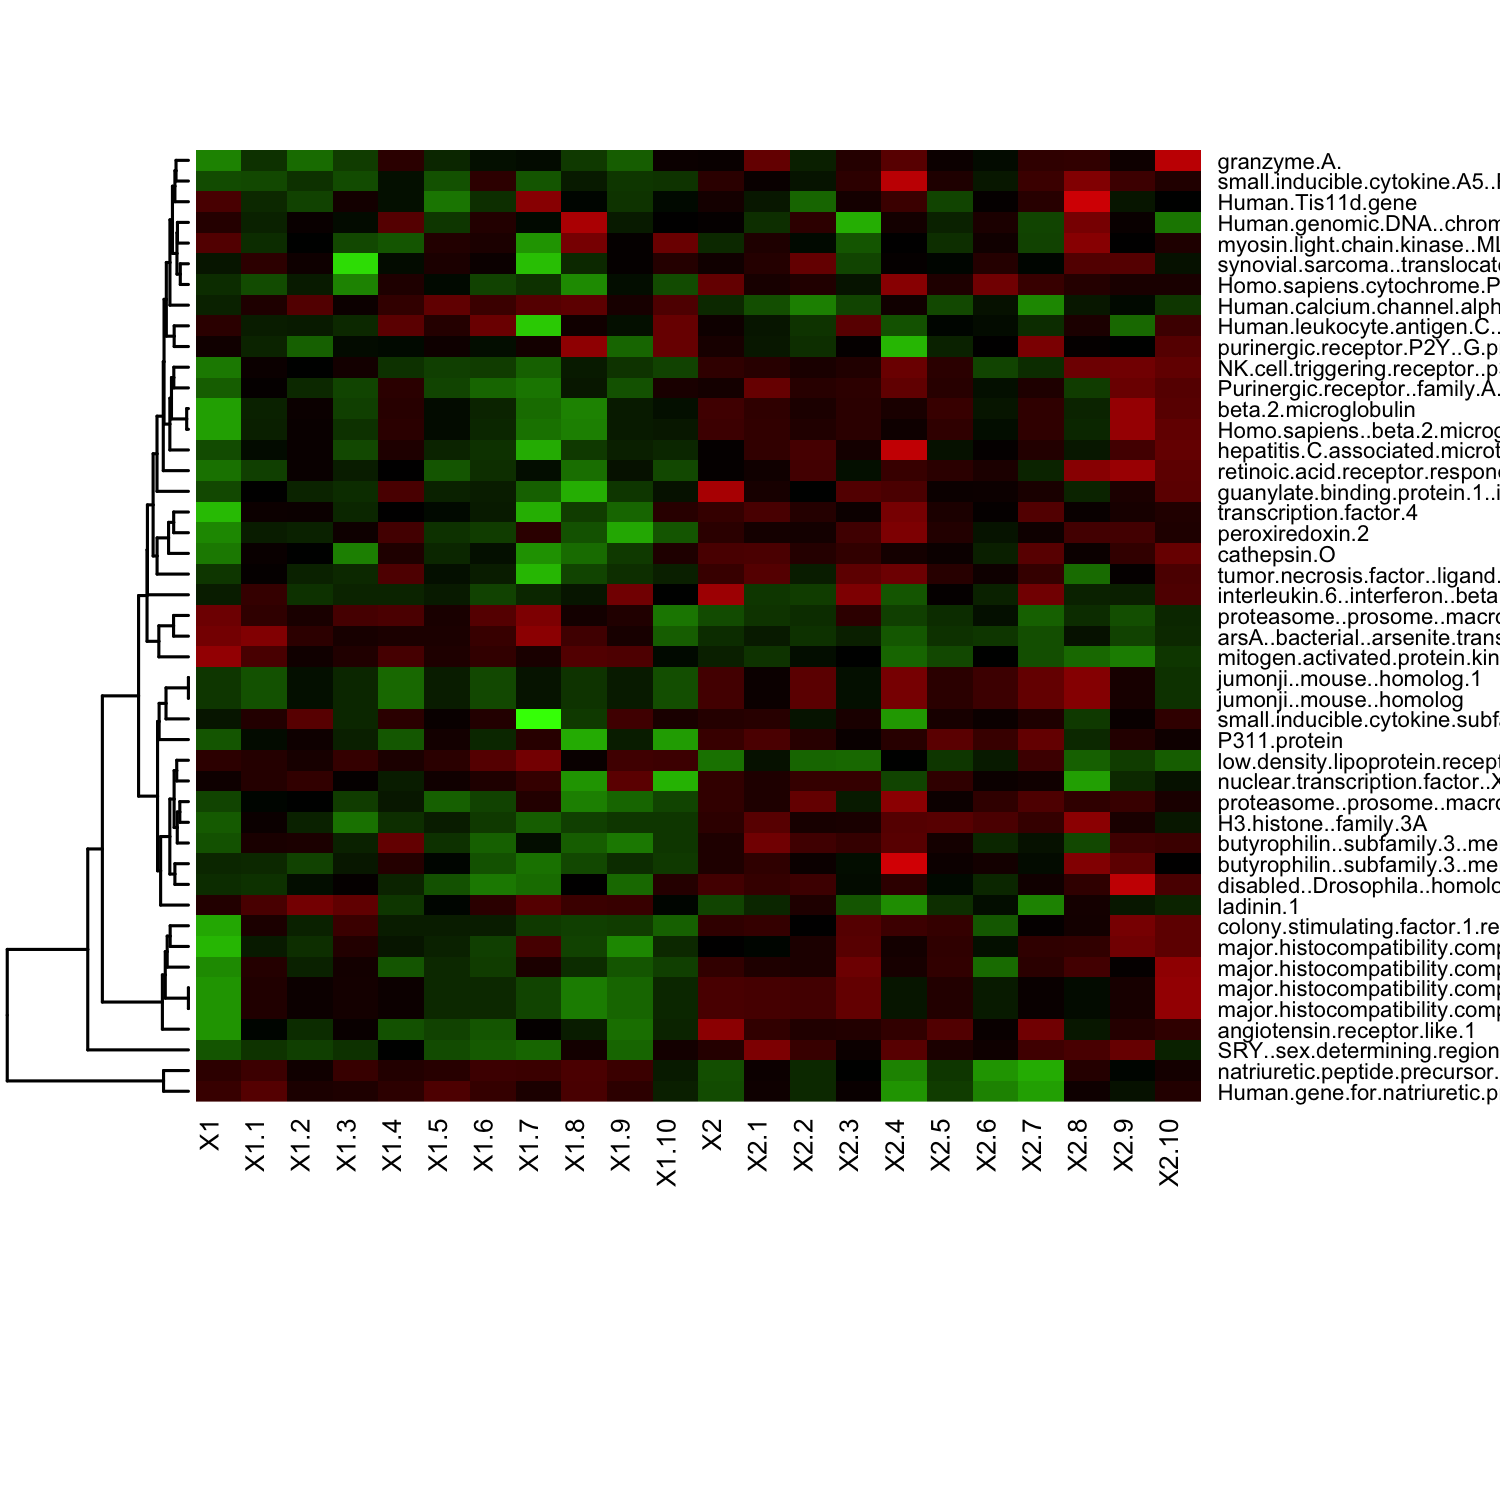 granzyme.A.
small.inducible.cytokine.A5..
Human.Tis11d.gene
Human.genomic.DNA..chrom
myosin.light.chain.kinase..ML
synovial.sarcoma..translocate
Homo.sapiens.cytochrome.P
Human.calcium.channel.alph
Human.leukocyte.antigen.C..
purinergic.receptor.P2Y..G.p
NK.cell.triggering.receptor..p
Purinergic.receptor..family.A.
beta.2.microglobulin
Homo.sapiens..beta.2.microg
hepatitis.C.associated.microt
retinoic.acid.receptor.respon
guanylate.binding.protein.1..i
transcription.factor.4
peroxiredoxin.2
cathepsin.O
tumor.necrosis.factor..ligand.
interleukin.6..interferon..beta
proteasome..prosome..macro
arsA..bacterial..arsenite.trans
mitogen.activated.protein.kin
jumonji..mouse..homolog.1
jumonji..mouse..homolog
small.inducible.cytokine.subfa
P311.protein
low.density.lipoprotein.recept
nuclear.transcription.factor..X
proteasome..prosome..macro
H3.histone..family.3A
butyrophilin..subfamily.3..me
butyrophilin..subfamily.3..me
disabled..Drosophila..homolo
ladinin.1
colony.stimulating.factor.1.re
major.histocompatibility.comp
major.histocompatibility.comp
major.histocompatibility.comp
major.histocompatibility.comp
angiotensin.receptor.like.1
SRY..sex.determining.region
natriuretic.peptide.precursor.
Human.gene.for.natriuretic.p
X1
X1.1
X1.2
X1.3
X1.4
X1.5
X1.6
X1.7
X1.8
X1.9
X1.10
X2
X2.1
X2.2
X2.3
X2.4
X2.5
X2.6
X2.7
X2.8
X2.9
X2.10